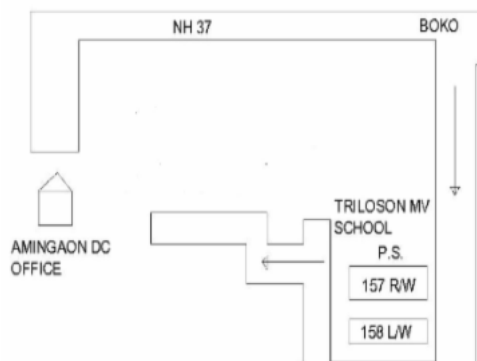 NH 37
BOKO
TRILOSON MV
SCHOOL
P.S.
AMINGAON DC
OFFICE
157 R/W
158 L/W